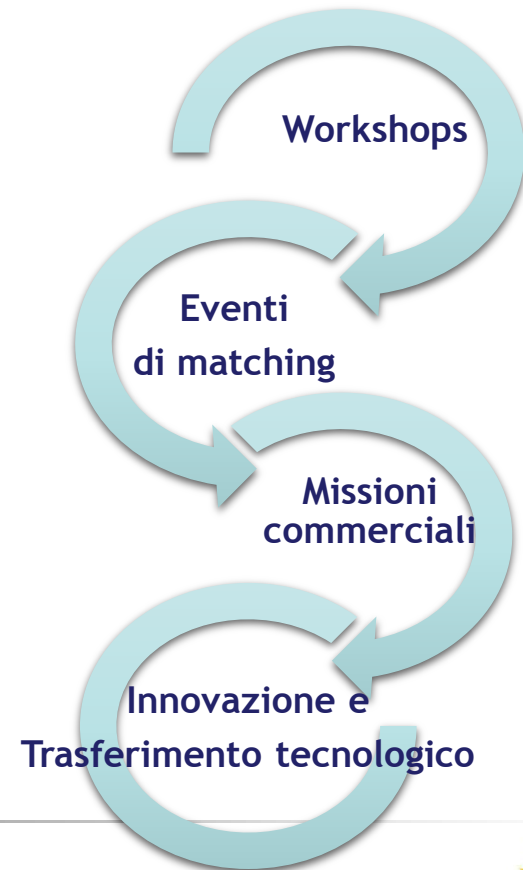 Workshops
Eventi
di matching
Missioni
commerciali
Innovazione e
Trasferimento tecnologico